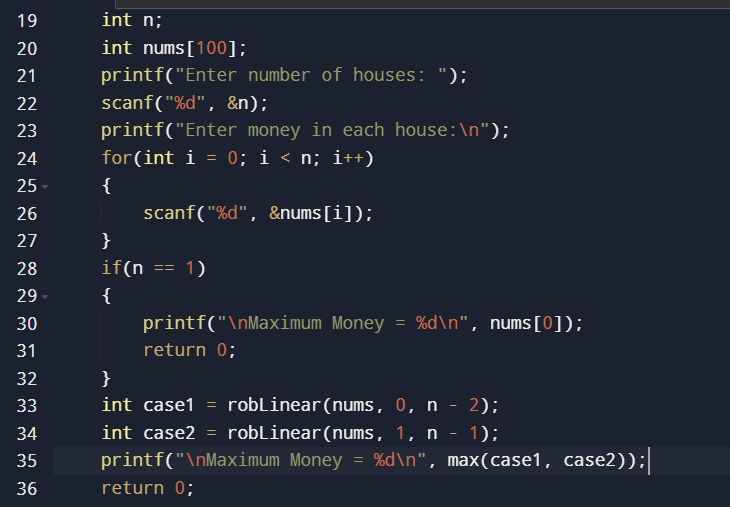 19 int n;
20 int nums[100];
21 printf("Enter number of houses: ");
22 scanf("%d", &n);
23 printf("Enter money in each house:\n");
24 for(int i = 0; i < n; i++)
25 {
26 scanf("%d", &nums[i]);
27 }
28 if(n == 1)
29 {
30 printf("\nMaximum Money = %d\n", nums[0]);
31 return 0;
32 }
33 int case1 = robLinear(nums, 0, n - 2);
34 int case2 = robLinear(nums, 1, n - 1);
35 printf("\nMaximum Money = %d\n", max(case1, case2));
36 return 0;